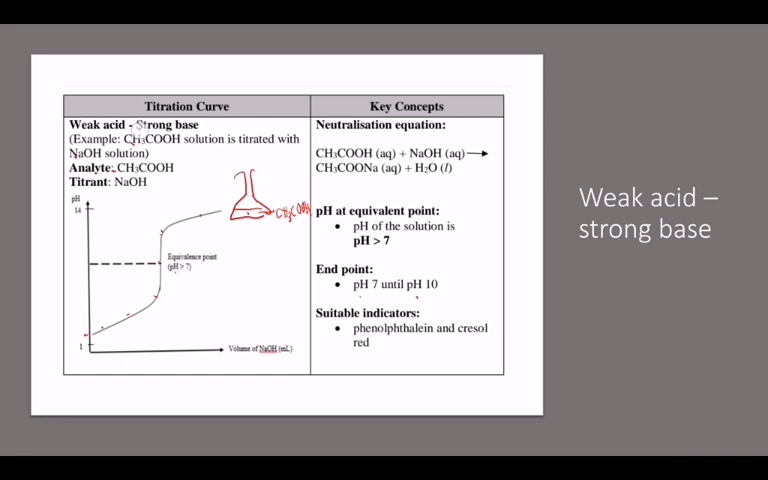 Titration Curve
Key Concepts
Weak acid - Strong base
(Example: CH₃COOH solution is titrated with
NaOH solution)
Analyte: CH₃COOH
Titrant: NaOH
pH
14
Equivalence point
(pH > 7)
1
Volume of NaOH (mL)
CH₃COOH
Neutralisation equation:
CH₃COOH (aq) + NaOH (aq) →
CH₃COONa (aq) + H₂O (l)
pH at equivalent point:
• pH of the solution is
pH > 7
End point:
• pH 7 until pH 10
Suitable indicators:
• phenolphthalein and cresol
red
Weak acid –
strong base